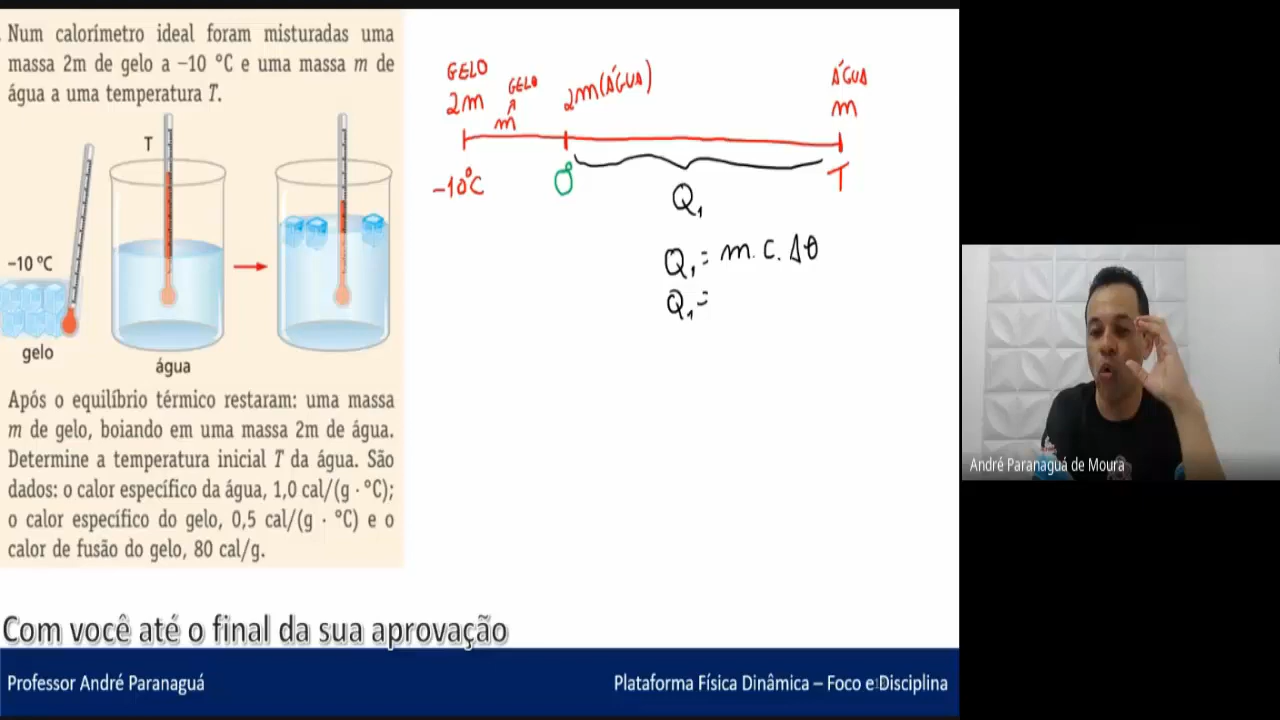 Num calorímetro ideal foram misturadas uma
massa 2m de gelo a −10 °C e uma massa m de
água a uma temperatura T.
T
−10 °C
gelo
água
Após o equilíbrio térmico restaram: uma massa
m de gelo, boiando em uma massa 2m de água.
Determine a temperatura inicial T da água. São
dados: o calor específico da água, 1,0 cal/(g · °C);
o calor específico do gelo, 0,5 cal/(g · °C) e o
calor de fusão do gelo, 80 cal/g.
GELO
2m
GELO
m
2m(ÁGUA)
ÁGUA
m
-10°C
0°
T
Q₁
Q₁= m.c.Δθ
Q₁=
André Paranaguá de Moura
Com você até o final da sua aprovação
Professor André Paranaguá
Plataforma Física Dinâmica – Foco e Disciplina